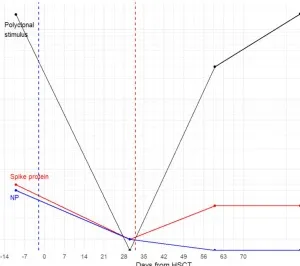 Polyclonal
stimulus
Spike protein
NP
-14 -7 0 7 14 21 28 35 42 49 56 63 70
Days from HSCT